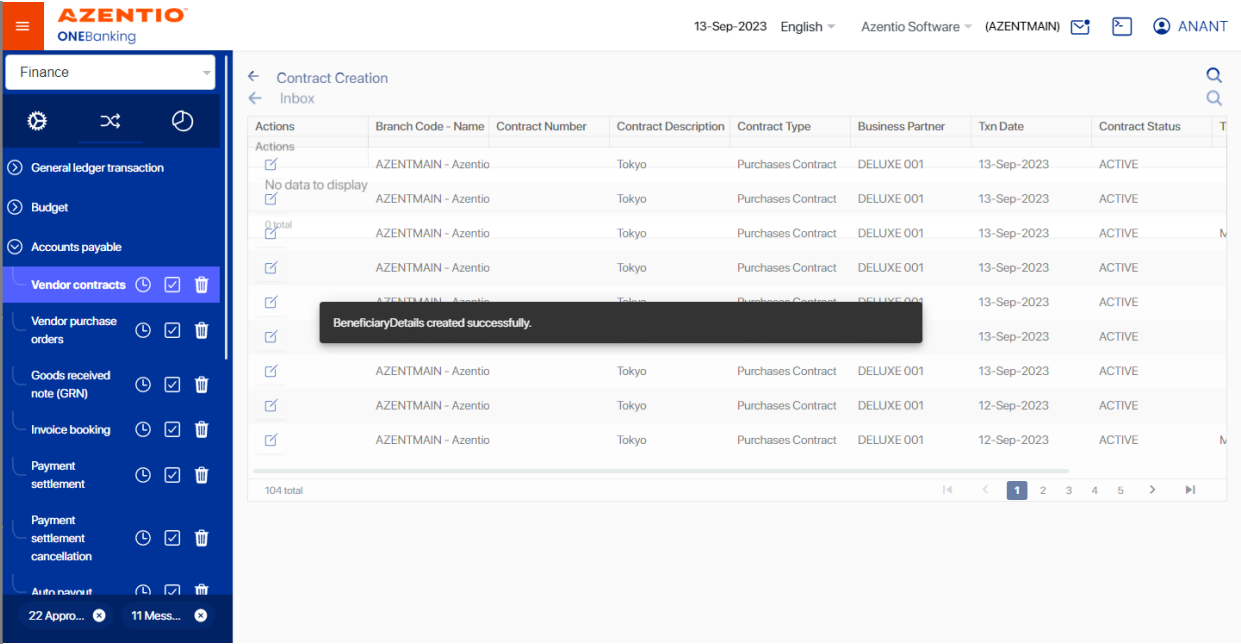 AZENTIO
ONEBanking
13-Sep-2023 English Azentio Software (AZENTMAIN) ANANT
Finance
General ledger transaction
Budget
Accounts payable
Vendor contracts
Vendor purchase
orders
Goods received
note (GRN)
Invoice booking
Payment
settlement
Payment
settlement
cancellation
Auto payout
22 Appro...
11 Mess...
Contract Creation
Inbox
Actions Branch Code - Name Contract Number Contract Description Contract Type Business Partner Txn Date Contract Status T
Actions
AZENTMAIN - Azentio Tokyo Purchases Contract DELUXE 001 13-Sep-2023 ACTIVE
No data to display
AZENTMAIN - Azentio Tokyo Purchases Contract DELUXE 001 13-Sep-2023 ACTIVE
0 total
AZENTMAIN - Azentio Tokyo Purchases Contract DELUXE 001 13-Sep-2023 ACTIVE M
AZENTMAIN - Azentio Tokyo Purchases Contract DELUXE 001 13-Sep-2023 ACTIVE
AZENTMAIN - Azentio Tokyo Purchases Contract DELUXE 001 13-Sep-2023 ACTIVE
BeneficiaryDetails created successfully.
13-Sep-2023 ACTIVE
AZENTMAIN - Azentio Tokyo Purchases Contract DELUXE 001 13-Sep-2023 ACTIVE
AZENTMAIN - Azentio Tokyo Purchases Contract DELUXE 001 12-Sep-2023 ACTIVE
AZENTMAIN - Azentio Tokyo Purchases Contract DELUXE 001 12-Sep-2023 ACTIVE M
104 total 1 2 3 4 5